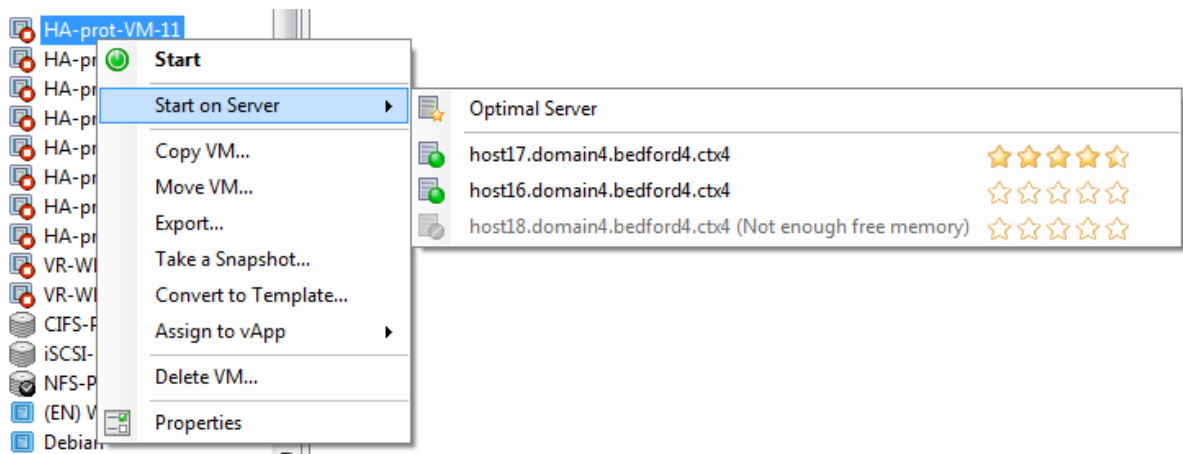 HA-prot-VM-11
HA-pr
HA-pr
HA-pr
HA-pr
HA-pr
HA-pr
HA-pr
VR-WI
VR-WI
CIFS-P
iSCSI-
NFS-P
(EN) V
Debian
Start
Start on Server
Copy VM...
Move VM...
Export...
Take a Snapshot...
Convert to Template...
Assign to vApp
Delete VM...
Properties
Optimal Server
host17.domain4.bedford4.ctx4
host16.domain4.bedford4.ctx4
host18.domain4.bedford4.ctx4 (Not enough free memory)